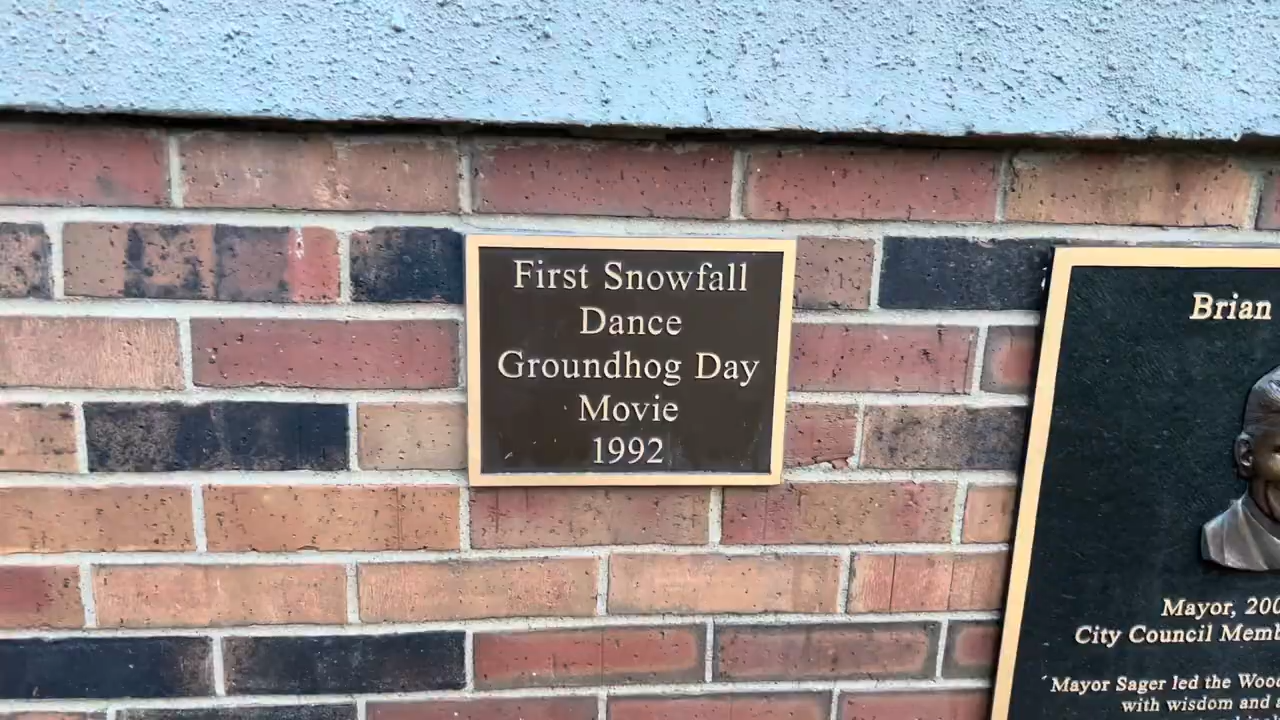 First Snowfall
Dance
Groundhog Day
Movie
1992
Brian
Mayor, 200
City Council Memb
Mayor Sager led the Wood
with wisdom and